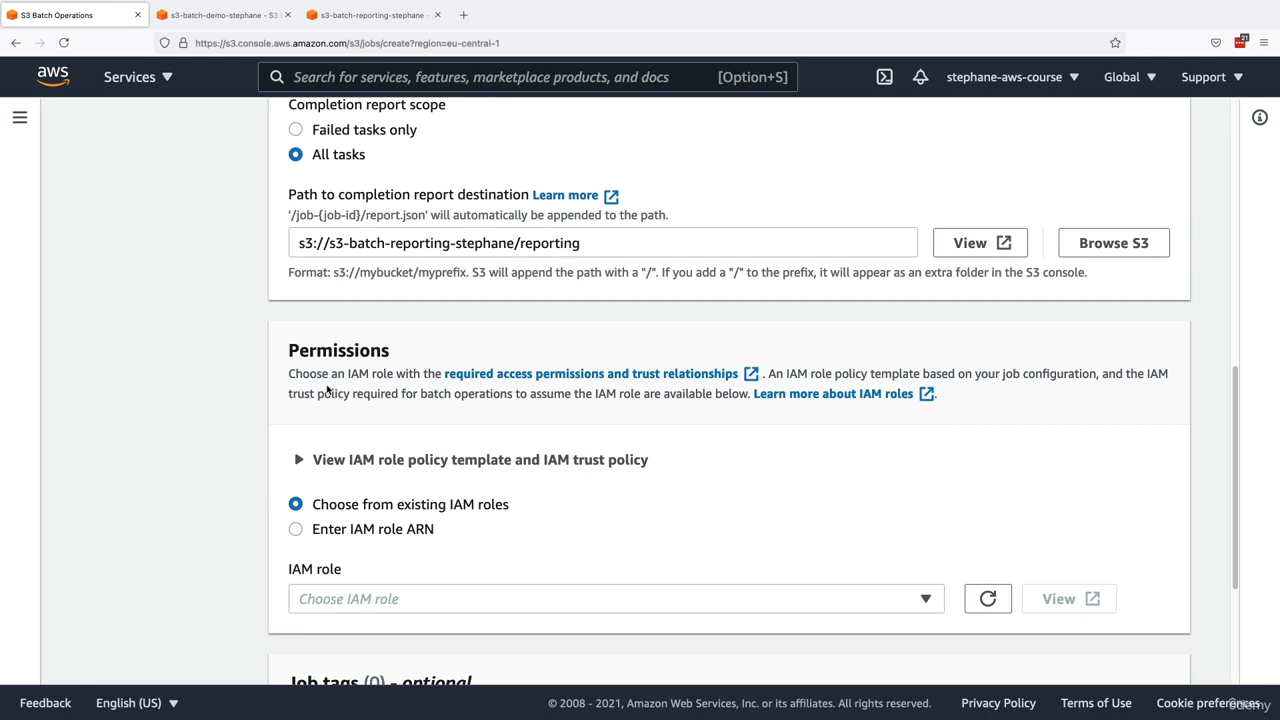 S3 Batch Operations
s3-batch-demo-stephane - S3
s3-batch-reporting-stephane -
https://s3.console.aws.amazon.com/s3/jobs/create?region=eu-central-1
21
aws
Services
Search for services, features, marketplace products, and docs
[Option+S]
stephane-aws-course
Global
Support
Completion report scope
Failed tasks only
All tasks
Path to completion report destination Learn more
'/job-{job-id}/report.json' will automatically be appended to the path.
s3://s3-batch-reporting-stephane/reporting
View
Browse S3
Format: s3://mybucket/myprefix. S3 will append the path with a "/". If you add a "/" to the prefix, it will appear as an extra folder in the S3 console.
Permissions
Choose an IAM role with the required access permissions and trust relationships . An IAM role policy template based on your job configuration, and the IAM
trust policy required for batch operations to assume the IAM role are available below. Learn more about IAM roles .
View IAM role policy template and IAM trust policy
Choose from existing IAM roles
Enter IAM role ARN
IAM role
Choose IAM role
View
Job tags (0) - optional
Feedback
English (US)
© 2008 - 2021, Amazon Web Services, Inc. or its affiliates. All rights reserved.
Privacy Policy
Terms of Use
Cookie preferences
Udemy